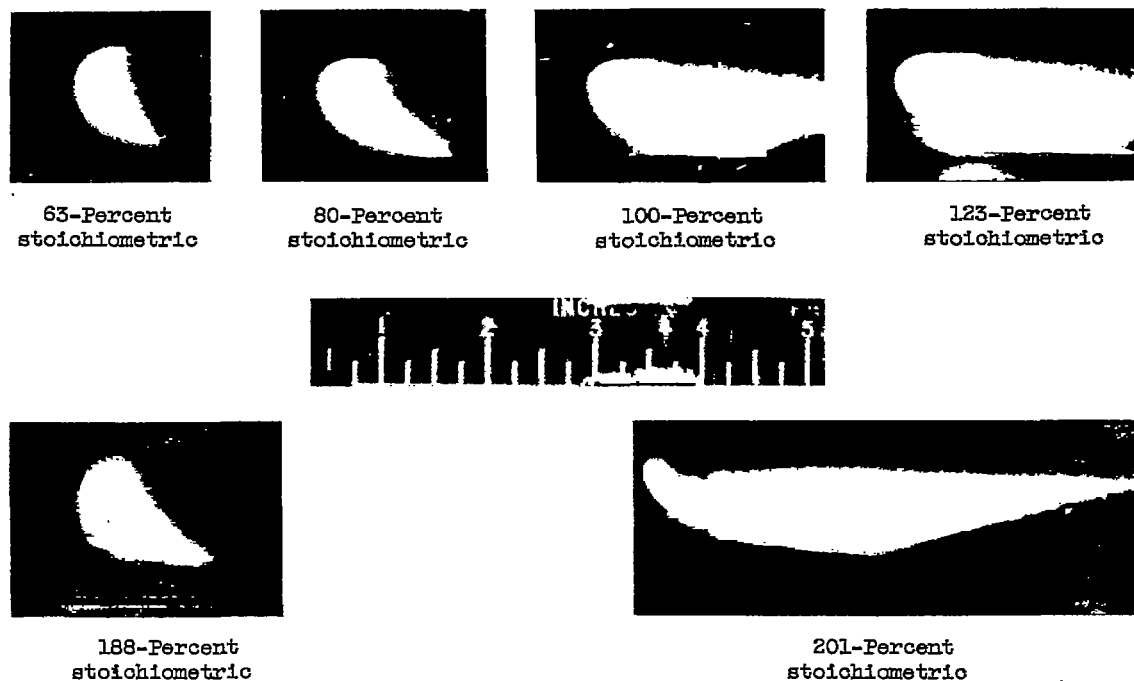 63-Percent
stoichiometric
80-Percent
stoichiometric
100-Percent
stoichiometric
123-Percent
stoichiometric
1 2 3 4 5
188-Percent
stoichiometric
201-Percent
stoichiometric